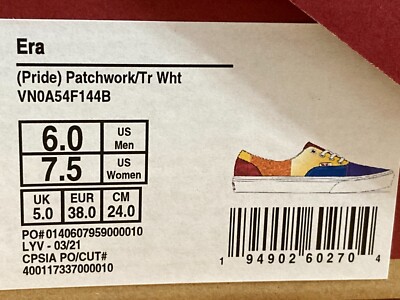 Era
(Pride) Patchwork/Tr Wht
VN0A54F144B
6.0 US Men
7.5 US Women
UK 5.0 EUR 38.0 CM 24.0
PO# 0140607959000010
LYV - 03/21
CPSIA PO/CUT#
400117337000010
1 94902 60270 4